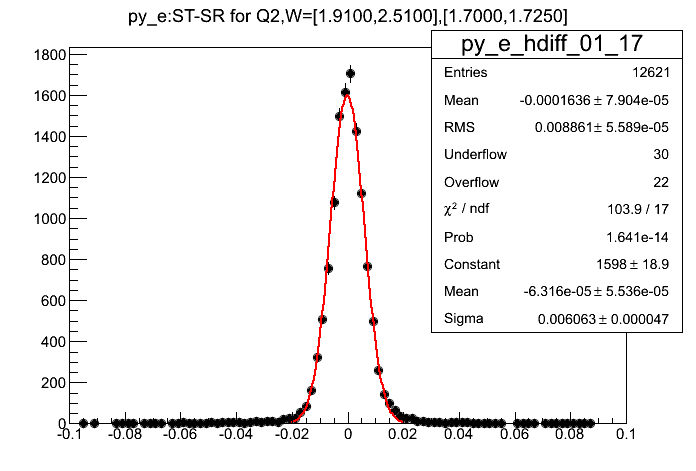 py_e:ST-SR for Q2,W=[1.9100,2.5100],[1.7000,1.7250]
py_e_hdiff_01_17
Entries 12621
Mean -0.0001636 ± 7.904e-05
RMS 0.008861 ± 5.589e-05
Underflow 30
Overflow 22
χ² / ndf 103.9 / 17
Prob 1.641e-14
Constant 1598 ± 18.9
Mean -6.316e-05 ± 5.536e-05
Sigma 0.006063 ± 0.000047
1800
1600
1400
1200
1000
800
600
400
200
0
-0.1 -0.08 -0.06 -0.04 -0.02 0 0.02 0.04 0.06 0.08 0.1